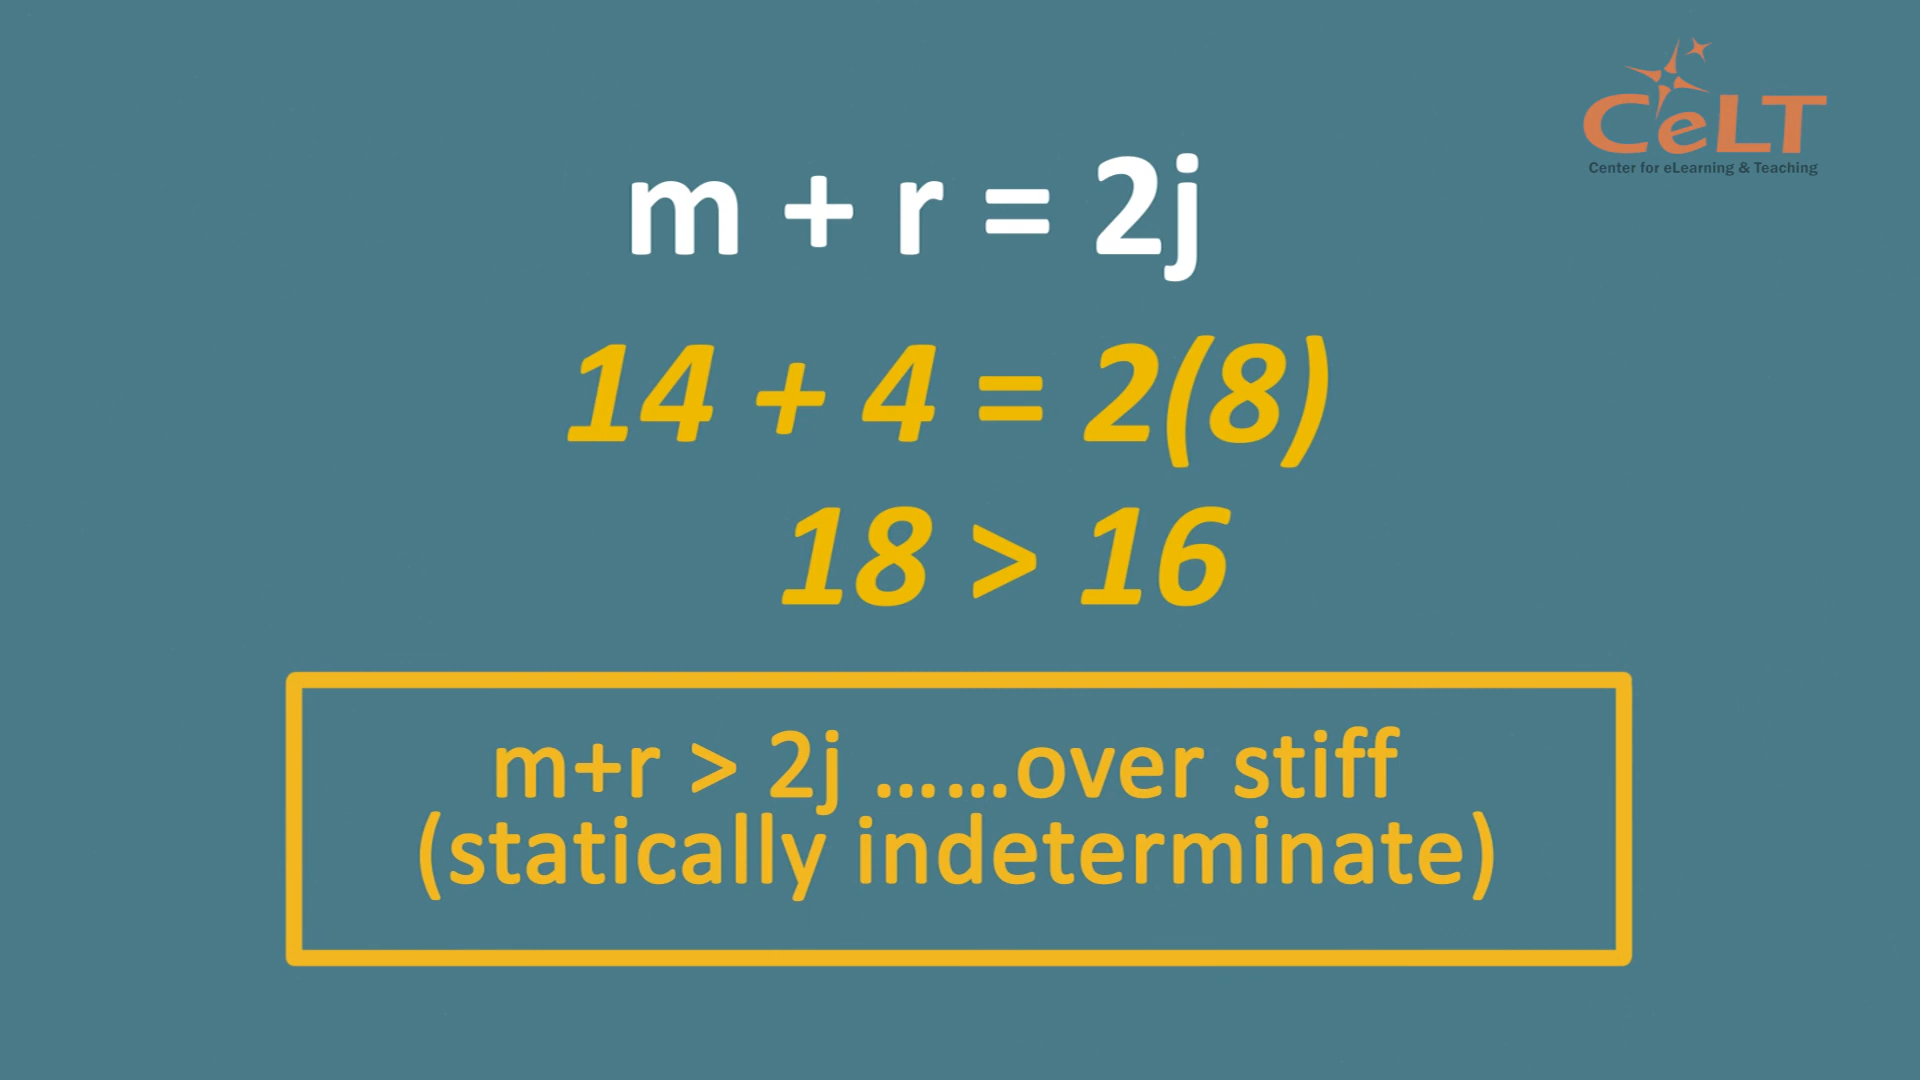 CeLT
Center for eLearning & Teaching
m + r = 2j
14 + 4 = 2(8)
18 > 16
m+r > 2j ......over stiff
(statically indeterminate)